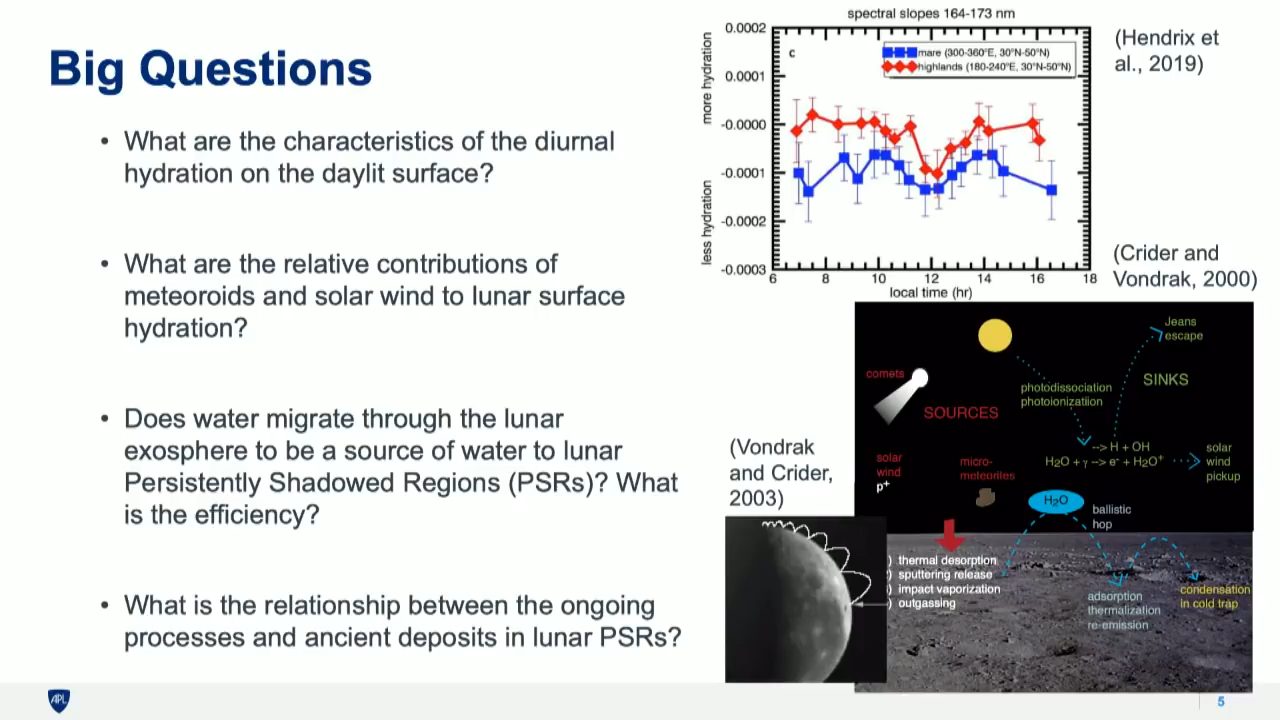 Big Questions
• What are the characteristics of the diurnal
hydration on the daylit surface?
• What are the relative contributions of
meteoroids and solar wind to lunar surface
hydration?
• Does water migrate through the lunar
exosphere to be a source of water to lunar
Persistently Shadowed Regions (PSRs)? What
is the efficiency?
• What is the relationship between the ongoing
processes and ancient deposits in lunar PSRs?
spectral slopes 164-173 nm
more hydration
less hydration
0.0002
0.0001
-0.0000
-0.0001
-0.0002
-0.0003
c
mare (300-360°E, 30°N-50°N)
highlands (180-240°E, 30°N-50°N)
6 8 10 12 14 16 18
local time (hr)
(Hendrix et
al., 2019)
(Crider and
Vondrak, 2000)
(Vondrak
and Crider,
2003)
Jeans
escape
comets
photodissociation
photoionizatiion
SINKS
SOURCES
solar
wind
p+
micro-
meteorites
--> H + OH
H2O + γ --> e- + H2O+
solar
wind
pickup
H2O
ballistic
hop
) thermal desorption
) sputtering release
) impact vaporization
) outgassing
adsorption
thermalization
re-emission
condensation
in cold trap
APL
5